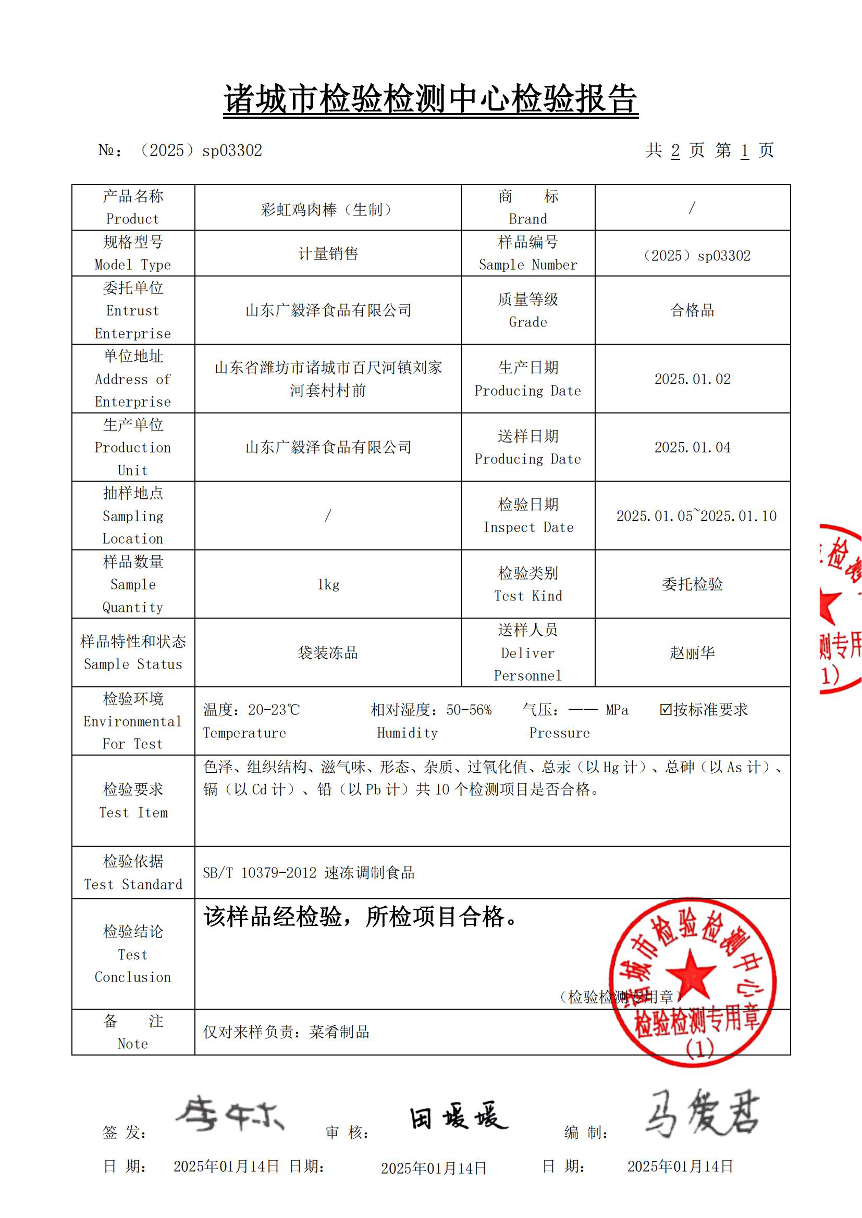 诸城市检验检测中心检验报告
№：（2025）sp03302
共 2 页 第 1 页
产品名称
Product
彩虹鸡肉棒（生制）
商 标
Brand
/
规格型号
Model Type
计量销售
样品编号
Sample Number
（2025）sp03302
委托单位
Entrust
Enterprise
山东广毅泽食品有限公司
质量等级
Grade
合格品
单位地址
Address of
Enterprise
山东省潍坊市诸城市百尺河镇刘家
河套村村前
生产日期
Producing Date
2025.01.02
生产单位
Production
Unit
山东广毅泽食品有限公司
送样日期
Producing Date
2025.01.04
抽样地点
Sampling
Location
/
检验日期
Inspect Date
2025.01.05~2025.01.10
样品数量
Sample
Quantity
1kg
检验类别
Test Kind
委托检验
样品特性和状态
Sample Status
袋装冻品
送样人员
Deliver
Personnel
赵丽华
检验环境
Environmental
For Test
温度：20-23℃ 相对湿度：50-56% 气压：—— MPa ☑按标准要求
Temperature Humidity Pressure
检验要求
Test Item
色泽、组织结构、滋气味、形态、杂质、过氧化值、总汞（以 Hg 计）、总砷（以 As 计）、
镉（以 Cd 计）、铅（以 Pb 计）共 10 个检测项目是否合格。
检验依据
Test Standard
SB/T 10379-2012 速冻调制食品
检验结论
Test
Conclusion
该样品经检验，所检项目合格。
（检验检测专用章）
诸城市检验检测中心
检验检测专用章
(1)
备 注
Note
仅对来样负责：菜肴制品
检验
测专用
1)
签 发：
审 核： 田媛媛
编 制： 马爱君
日 期： 2025年01月14日 日期： 2025年01月14日 日 期： 2025年01月14日